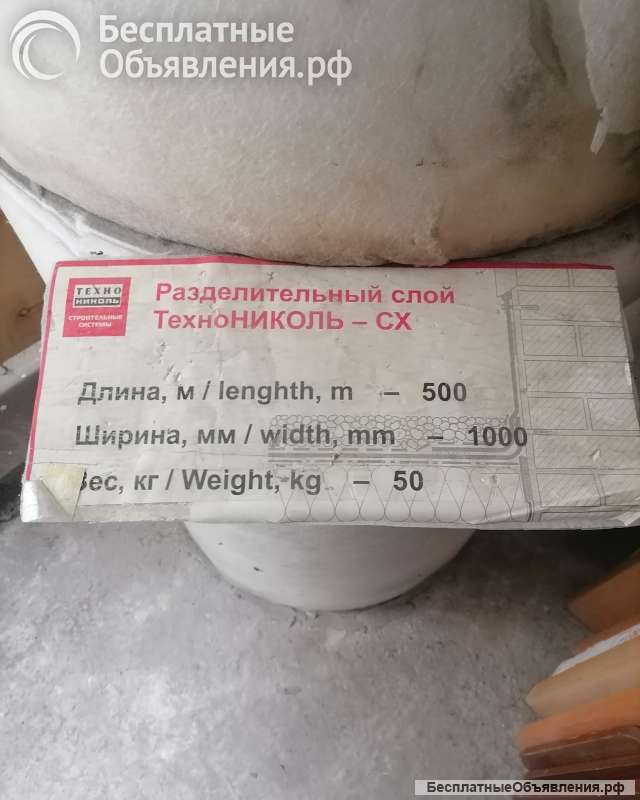 Бесплатные
Объявления.рф
ТЕХНО
НИКОЛЬ
СТРОИТЕЛЬНЫЕ
СИСТЕМЫ
Разделительный слой
ТехноНИКОЛЬ – СХ
Длина, м / lenghth, m – 500
Ширина, мм / width, mm – 1000
Вес, кг / Weight, kg – 50
БесплатныеОбъявления.рф